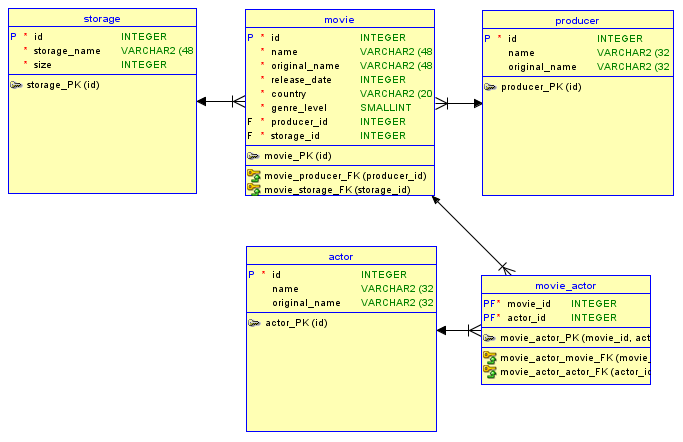 storage
P * id INTEGER
* storage_name VARCHAR2 (48
* size INTEGER
storage_PK (id)
movie
P * id INTEGER
* name VARCHAR2 (48
* original_name VARCHAR2 (48
* release_date INTEGER
* country VARCHAR2 (20
* genre_level SMALLINT
F * producer_id INTEGER
F * storage_id INTEGER
movie_PK (id)
movie_producer_FK (producer_id)
movie_storage_FK (storage_id)
producer
P * id INTEGER
name VARCHAR2 (32
original_name VARCHAR2 (32
producer_PK (id)
actor
P * id INTEGER
name VARCHAR2 (32
original_name VARCHAR2 (32
actor_PK (id)
movie_actor
PF* movie_id INTEGER
PF* actor_id INTEGER
movie_actor_PK (movie_id, act
movie_actor_movie_FK (movie_
movie_actor_actor_FK (actor_id